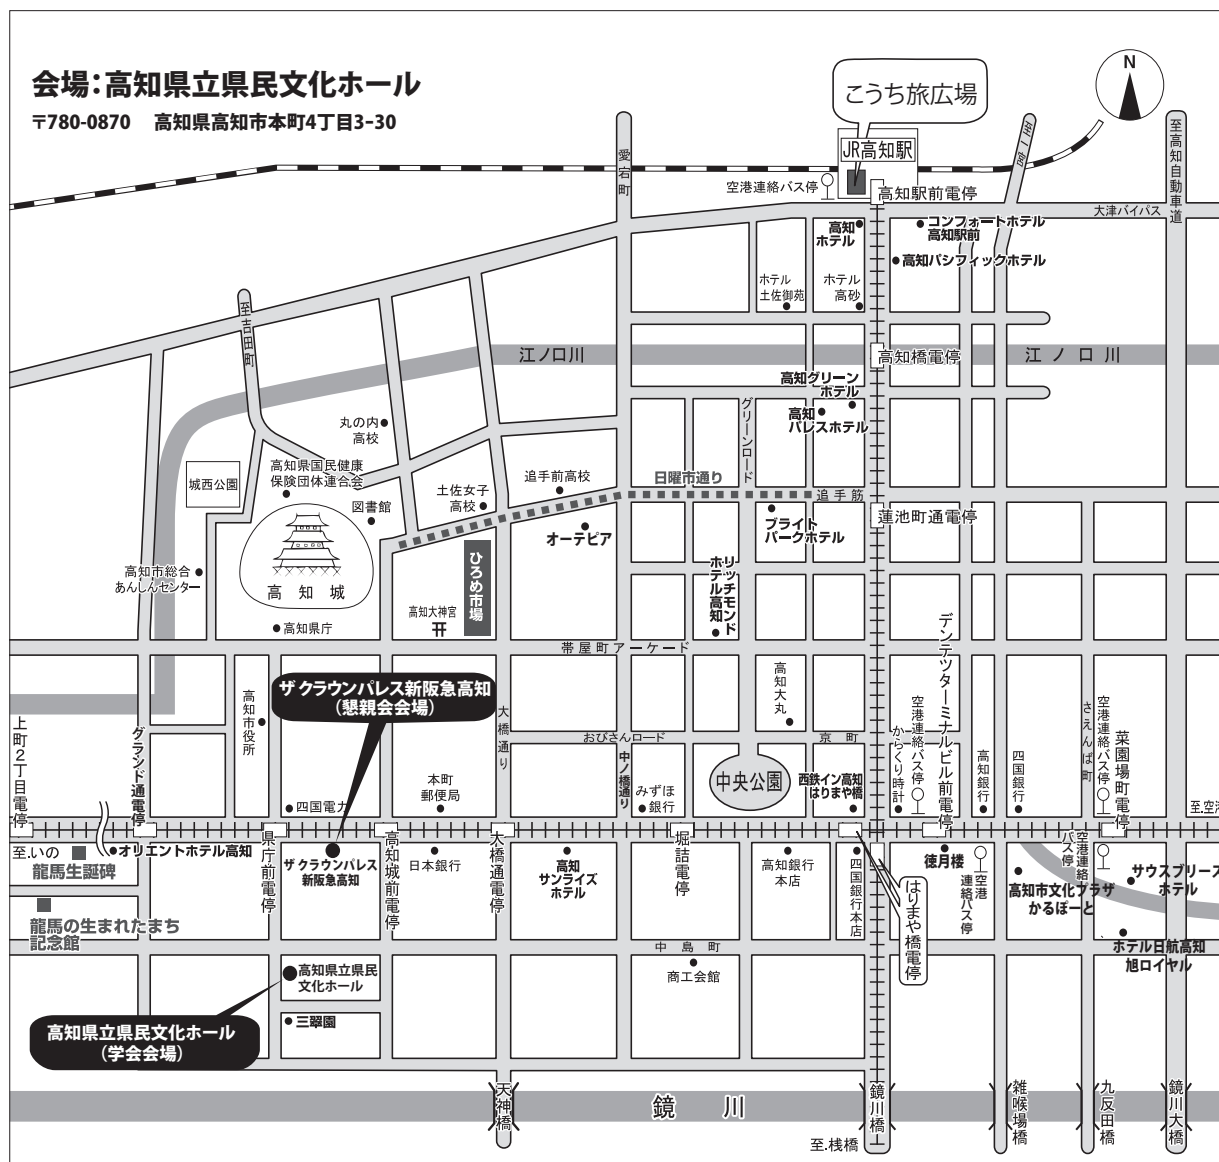 会場：高知県立県民文化ホール
〒780-0870　高知県高知市本町4丁目3-30
N
こうち旅広場
JR高知駅
空港連絡バス停
高知駅前電停
愛宕町
至一宮
至高知自動車道
大津バイパス
高知
ホテル
コンフォートホテル
高知駅前
高知パシフィックホテル
ホテル
土佐御苑
ホテル
高砂
至吉田町
江ノ口川
高知橋電停
江ノ口川
高知グリーン
ホテル
高知
パレスホテル
グリーンロード
丸の内
高校
高知県国民健康
保険団体連合会
城西公園
図書館
土佐女子
高校
追手前高校
日曜市通り
追手筋
蓮池町通電停
オーテピア
ブライト
パークホテル
高知城
高知市総合
あんしんセンター
高知県庁
高知大神宮
ひろめ市場
リッチモンド
ホテル高知
帯屋町アーケード
デンテツターミナルビル前電停
ザ クラウンパレス新阪急高知
（懇親会会場）
高知市役所
大橋通り
高知大丸
おびさんロード
京町
中ノ橋通り
中央公園
からくり時計
空港連絡バス停
高知銀行
四国銀行
さえんば町
空港連絡バス停
菜園場町電停
上町2丁目電停
グランド通電停
四国電力
本町
郵便局
みずほ
銀行
西鉄イン高知
はりまや橋
至.空港
至.いの
龍馬生誕碑
オリエントホテル高知
県庁前電停
ザ クラウンパレス
新阪急高知
高知城前電停
日本銀行
大橋通電停
高知
サンライズ
ホテル
堀詰電停
高知銀行
本店
四国銀行本店
はりまや橋電停
徳月楼
空港
連絡バス停
高知市文化プラザ
かるぽーと
空港連絡
バス停
サウスブリーズ
ホテル
龍馬の生まれたまち
記念館
中島町
商工会館
ホテル日航高知
旭ロイヤル
高知県立県民
文化ホール
三翠園
高知県立県民文化ホール
（学会会場）
天神橋
鏡川
鏡川橋
雑喉場橋
九反田橋
鏡川大橋
至.桟橋